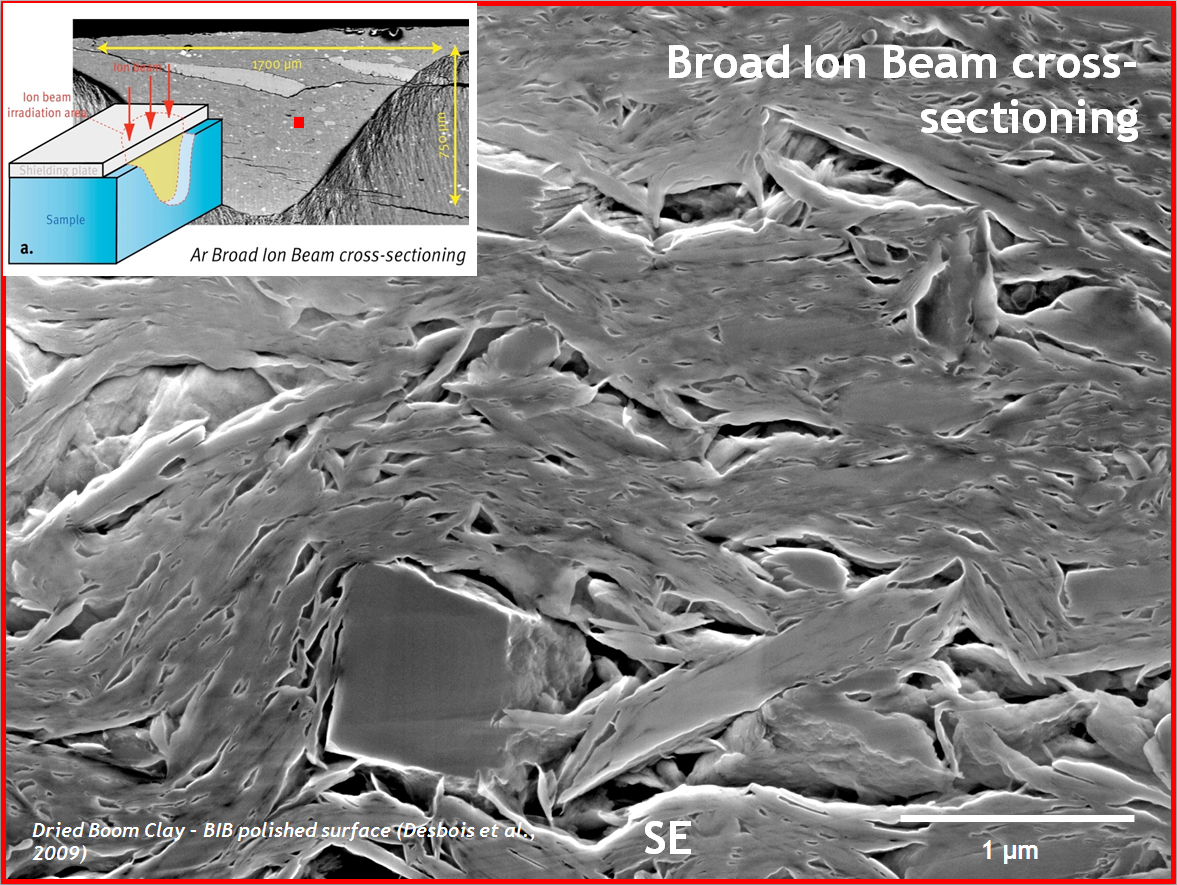 Broad Ion Beam cross-
sectioning
1700 µm
Ion beam
Ion beam
irradiation area
750 µm
Shielding plate
Sample
a.
Ar Broad Ion Beam cross-sectioning
Dried Boom Clay - BIB polished surface (Desbois et al.,
2009)
SE
1 µm